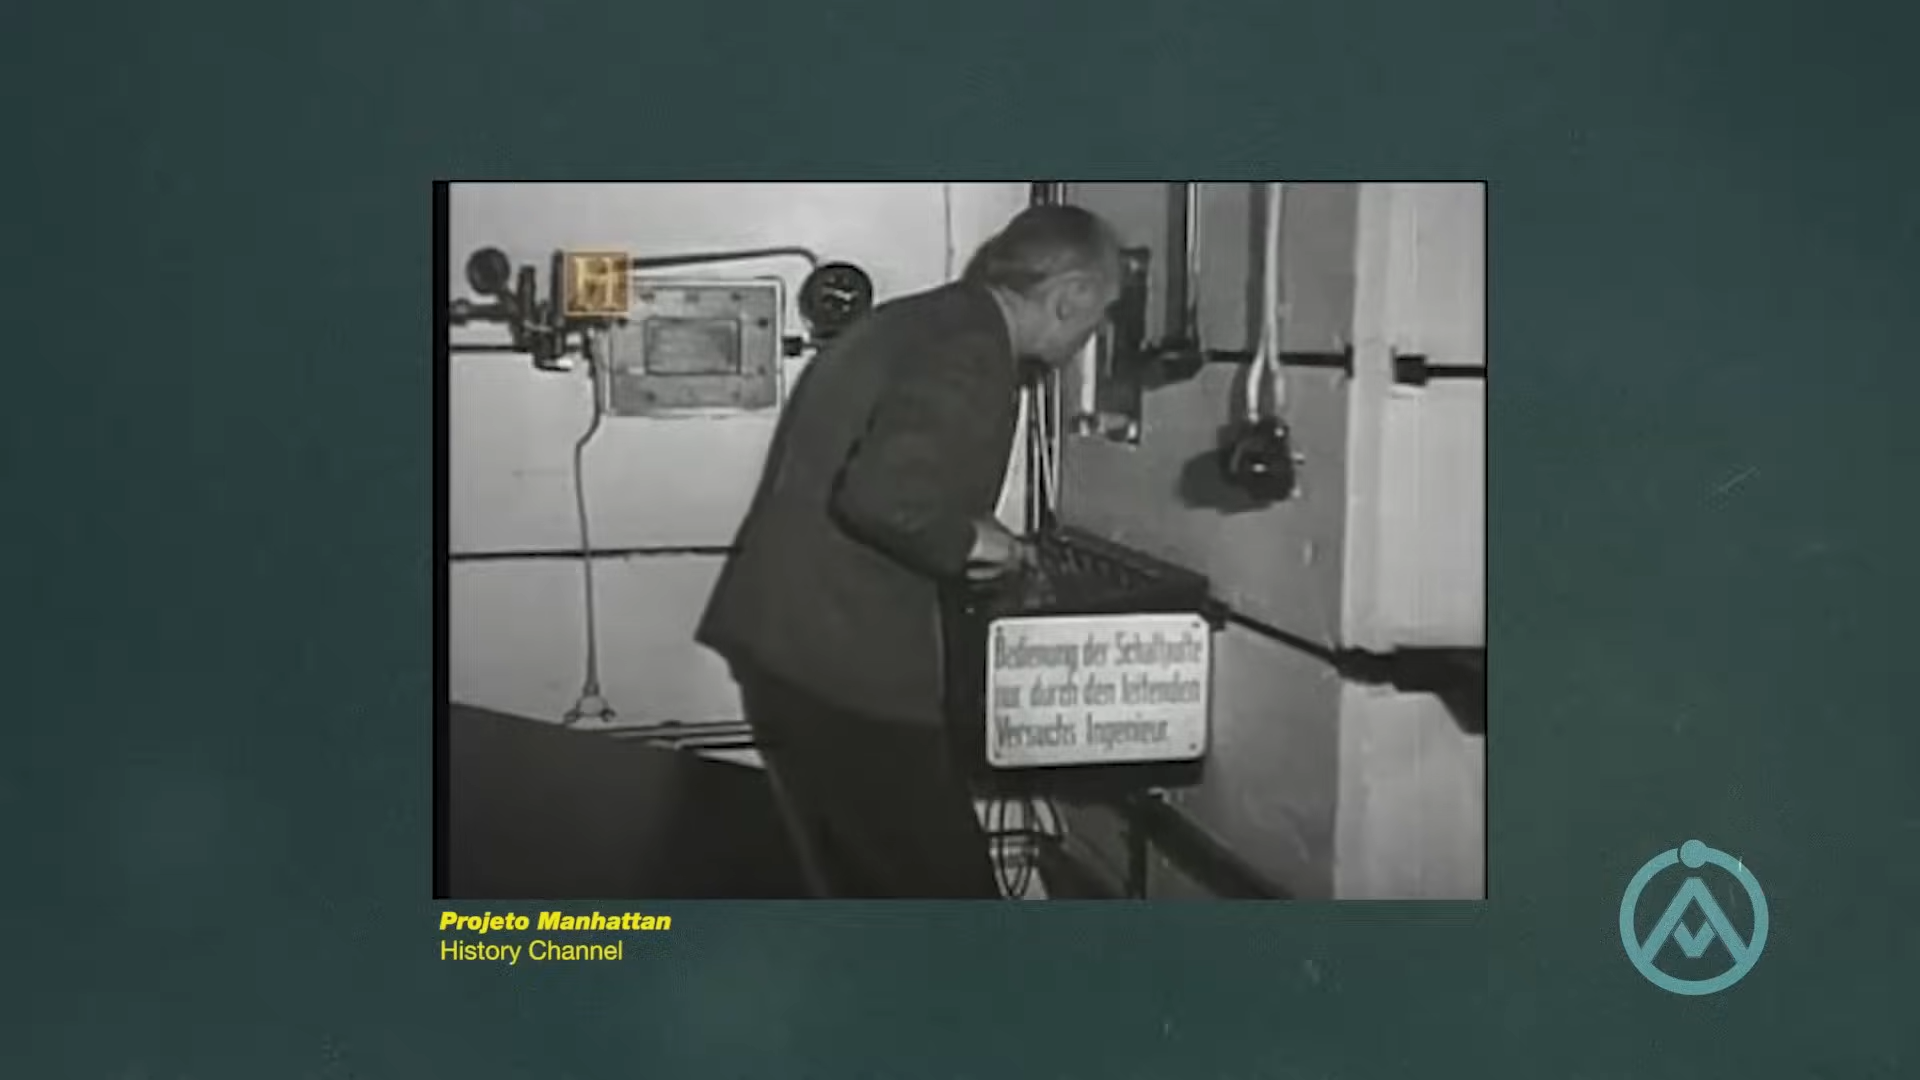 H
Bedienung der Schaltpulte
nur durch den leitenden
Versuchs Ingenieur.
Projeto Manhattan
History Channel